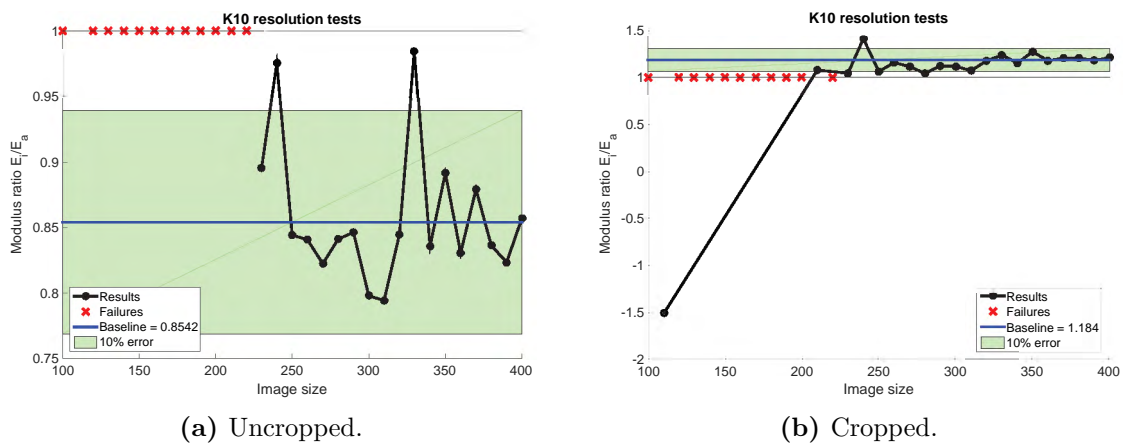 K10 resolution tests
1
0.95
0.9
0.85
0.8
0.75
Modulus ratio E_i/E_a
Results
Failures
Baseline = 0.8542
10% error
100 150 200 250 300 350 400
Image size
(a) Uncropped.
K10 resolution tests
1.5
1
0.5
0
-0.5
-1
-1.5
-2
Modulus ratio E_i/E_a
Results
Failures
Baseline = 1.184
10% error
100 150 200 250 300 350 400
Image size
(b) Cropped.